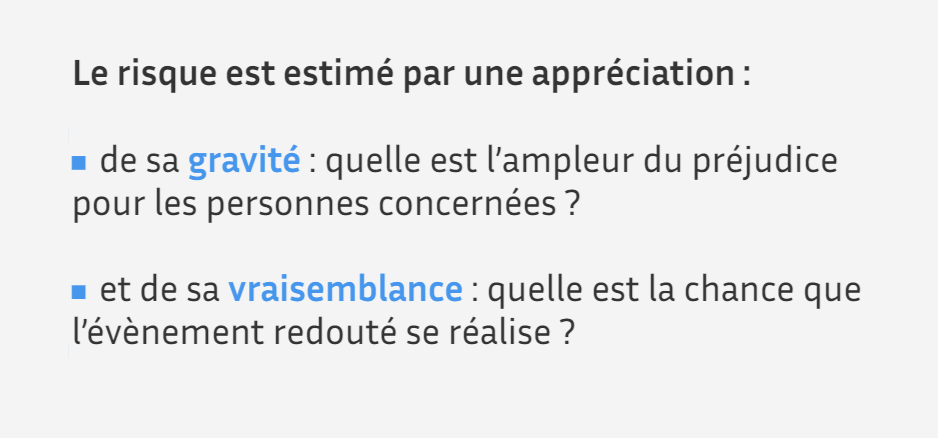 Le risque est estimé par une appréciation :
▪ de sa gravité : quelle est l’ampleur du préjudice
pour les personnes concernées ?
▪ et de sa vraisemblance : quelle est la chance que
l’évènement redouté se réalise ?